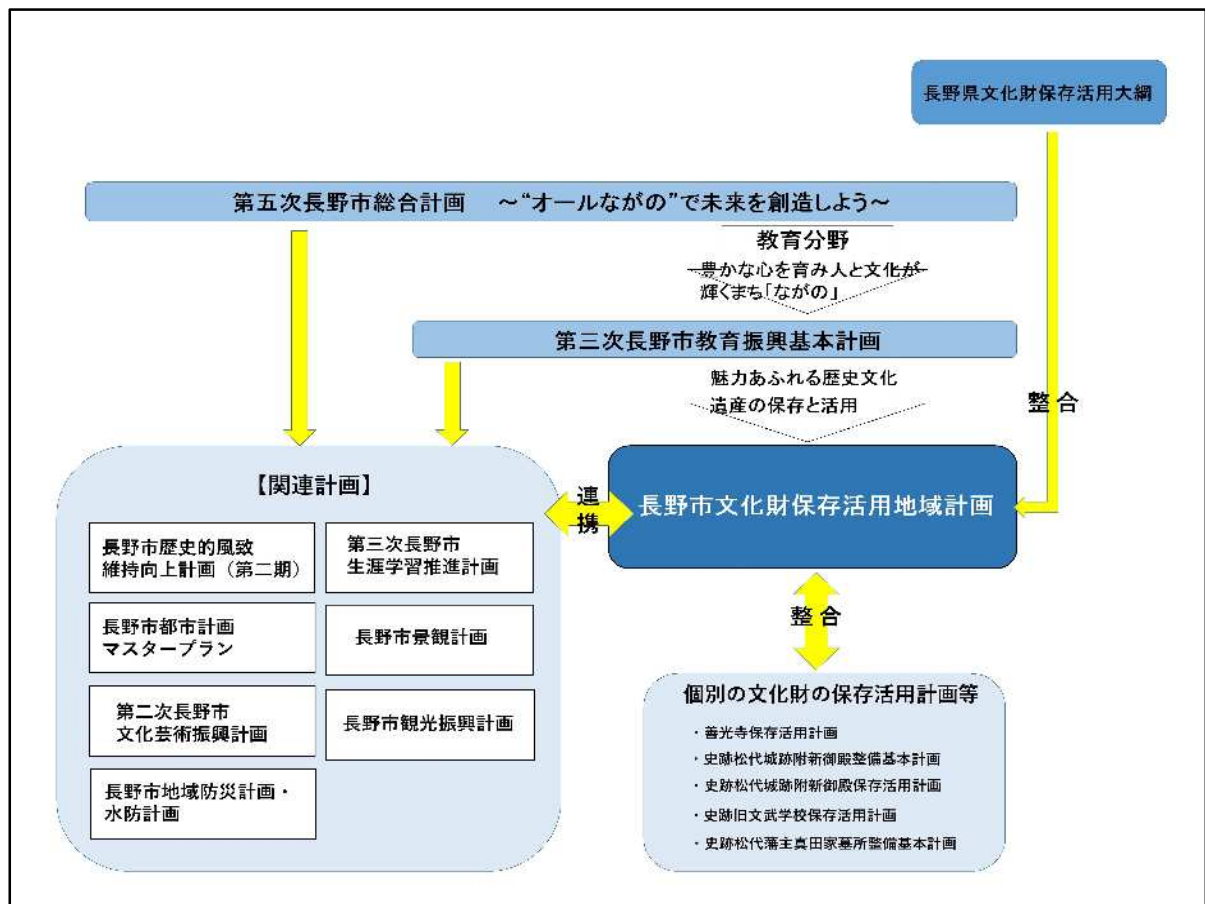 長野県文化財保存活用大綱
第五次長野市総合計画 ～“オールながの”で未来を創造しよう～
教育分野
豊かな心を育み人と文化が
輝くまち「ながの」
第三次長野市教育振興基本計画
魅力あふれる歴史文化
遺産の保存と活用
整合
【関連計画】
長野市歴史的風致
維持向上計画（第二期）
第三次長野市
生涯学習推進計画
長野市都市計画
マスタープラン
長野市景観計画
第二次長野市
文化芸術振興計画
長野市観光振興計画
長野市地域防災計画・
水防計画
連携
長野市文化財保存活用地域計画
整合
個別の文化財の保存活用計画等
・善光寺保存活用計画
・史跡松代城跡附新御殿整備基本計画
・史跡松代城跡附新御殿保存活用計画
・史跡旧文武学校保存活用計画
・史跡松代藩主真田家墓所整備基本計画